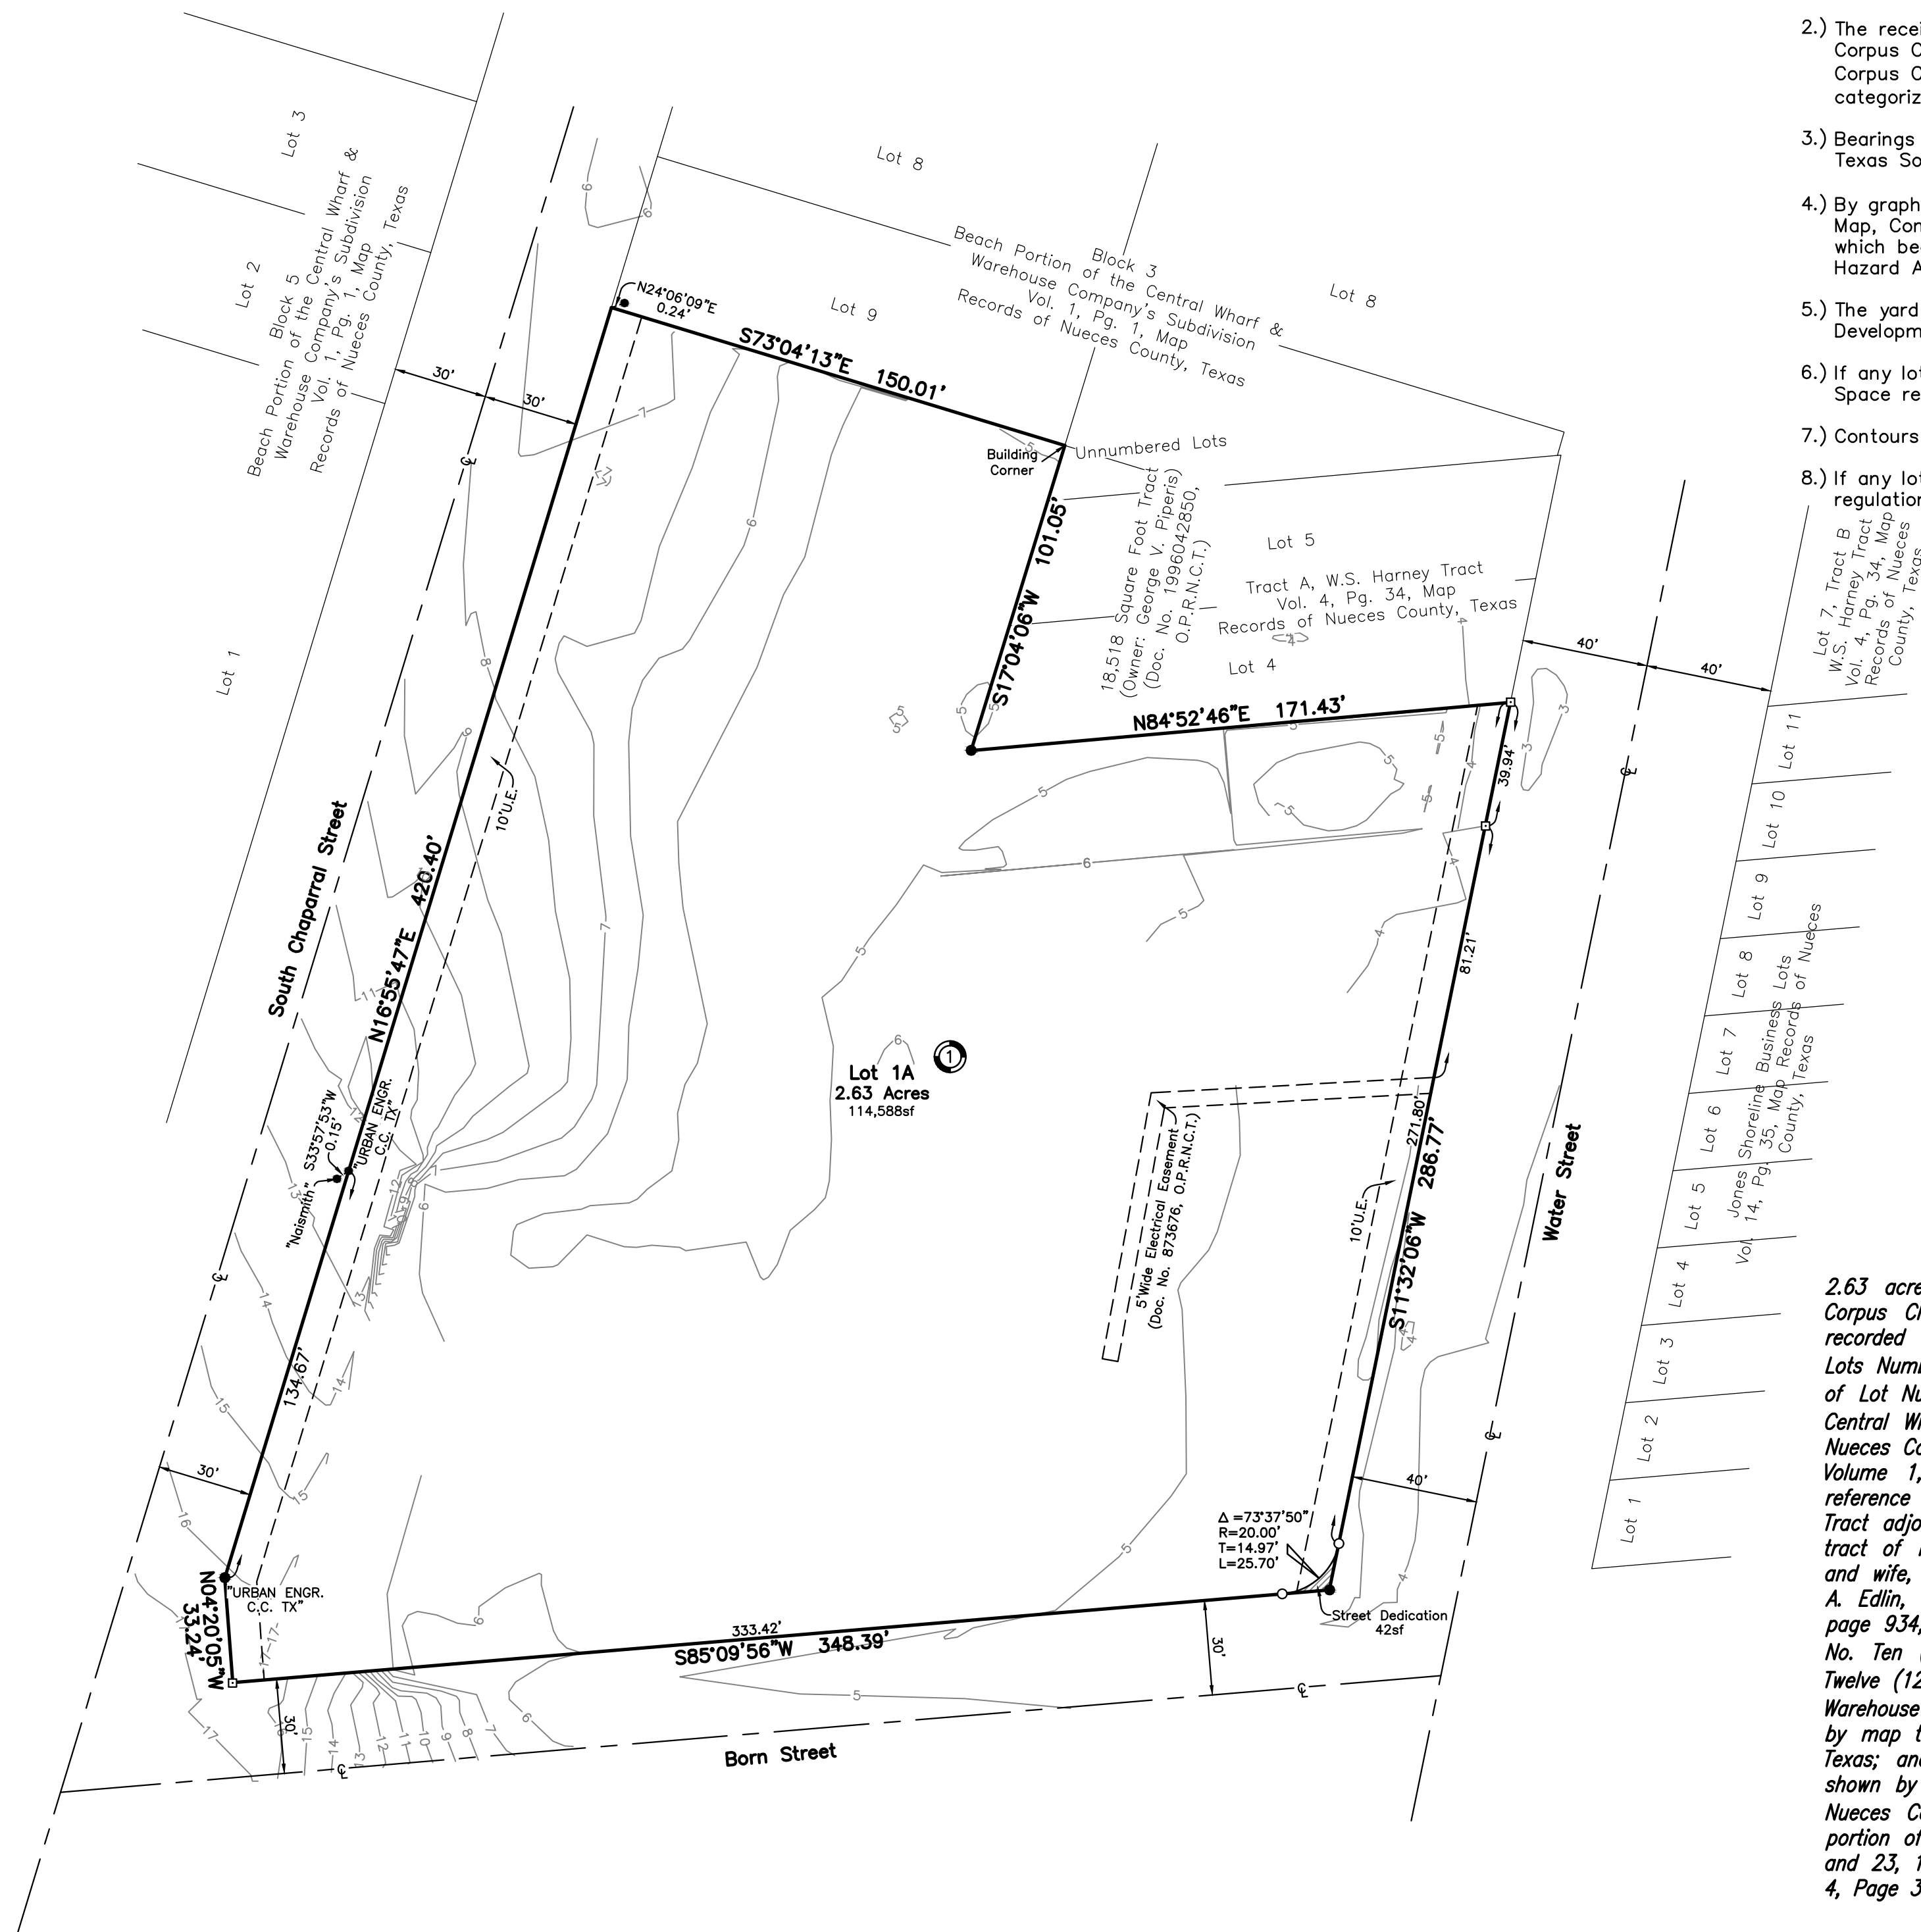 2.) The recei
Corpus C
Corpus C
categoriz
3.) Bearings
Texas So
4.) By graph
Map, Com
which be
Hazard A
5.) The yard
Developm
6.) If any lot
Space re
7.) Contours
8.) If any lot
regulation
Lot 3
Lot 2
Block 5
Beach Portion of the Central Wharf &
Warehouse Company's Subdivision
Vol. 1, Pg. 1, Map
Records of Nueces County, Texas
Lot 1
Lot 8
Block 3
Beach Portion of the Central Wharf &
Warehouse Company's Subdivision
Vol. 1, Pg. 1, Map
Records of Nueces County, Texas
Lot 8
Lot 9
N24°06'09"E
0.24'
S73°04'13"E 150.01'
30'
30'
Building
Corner
Unnumbered Lots
S17°04'06"W 101.05'
18,518 Square Foot Tract
(Owner: George V. Piperis)
(Doc. No. 1996042850,
O.P.R.N.C.T.)
Lot 5
Tract A, W.S. Harney Tract
Vol. 4, Pg. 34, Map
Records of Nueces County, Texas
Lot 4
N84°52'46"E 171.43'
40'
40'
Lot 7, Tract B
W.S. Harney Tract
Vol. 4, Pg. 34, Map
Records of Nueces
County, Texas
39.94'
81.21'
10'U.E.
South Chaparral Street
N16°55'47"E 420.40'
Lot 1A
2.63 Acres
114,588sf
1
"URBAN ENGR.
C.C. TX"
S33°57'53"W
0.15'
"Naismith"
134.67'
30'
5'Wide Electrical Easement
(Doc. No. 873676, O.P.R.N.C.T.)
10'U.E.
271.80'
S11°32'06"W 286.77'
Water Street
Lot 11
Lot 10
Lot 9
Lot 8
Lot 7
Lot 6
Lot 5
Lot 4
Lot 3
Lot 2
Lot 1
Jones Shoreline Business Lots
Vol. 14, Pg. 35, Map Records of Nueces
County, Texas
40'
Δ =73°37'50"
R=20.00'
T=14.97'
L=25.70'
Street Dedication
42sf
"URBAN ENGR.
C.C. TX"
N04°20'05"W
33.24'
333.42'
S85°09'56"W 348.39'
30'
30'
Born Street
2.63 acre
Corpus Ch
recorded
Lots Numb
of Lot Nu
Central Wh
Nueces Co
Volume 1,
reference
Tract adjo
tract of
and wife,
A. Edlin,
page 934,
No. Ten
Twelve (12
Warehouse
by map t
Texas; and
shown by
Nueces Co
portion of
and 23, 1
4, Page 3